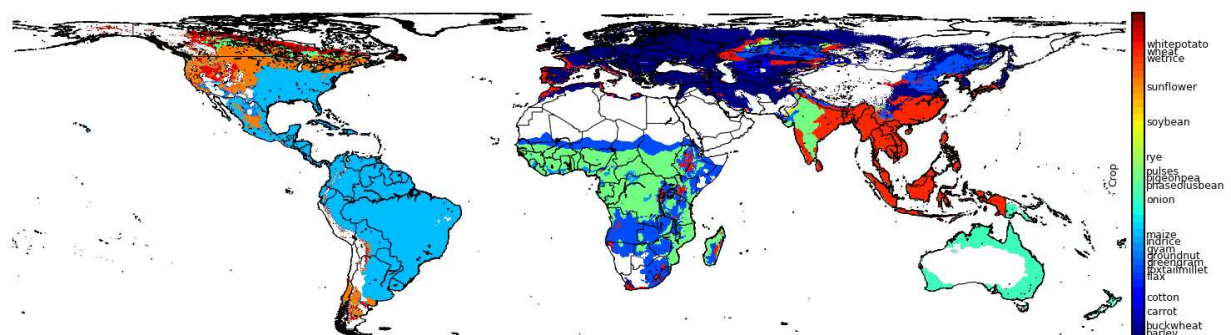 whitepotato
wheat
wetrice
sunflower
soybean
rye
pulses
pigeonpea
phaseolusbean
onion
Crop
maize
indrice
gyam
groundnut
greengram
foxtailmillet
flax
cotton
carrot
buckwheat
barley